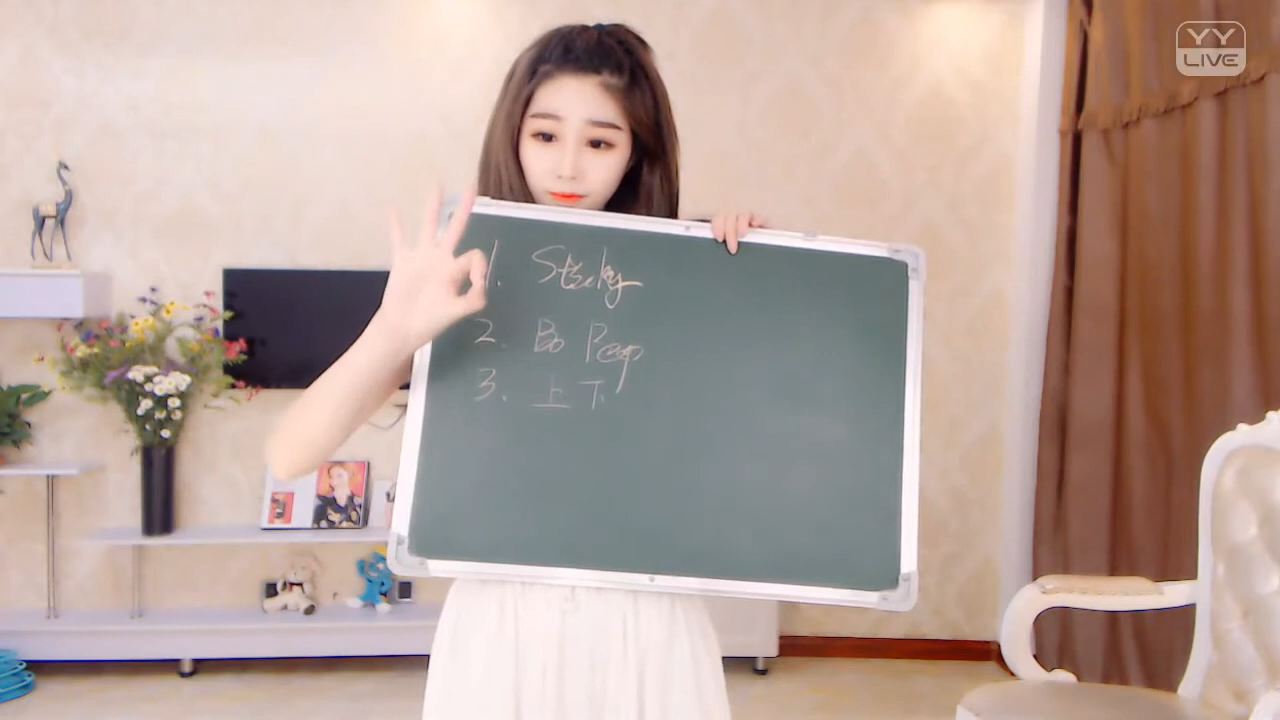 YY
LIVE
1. Sticky
2. Bo Peep
3. 上下